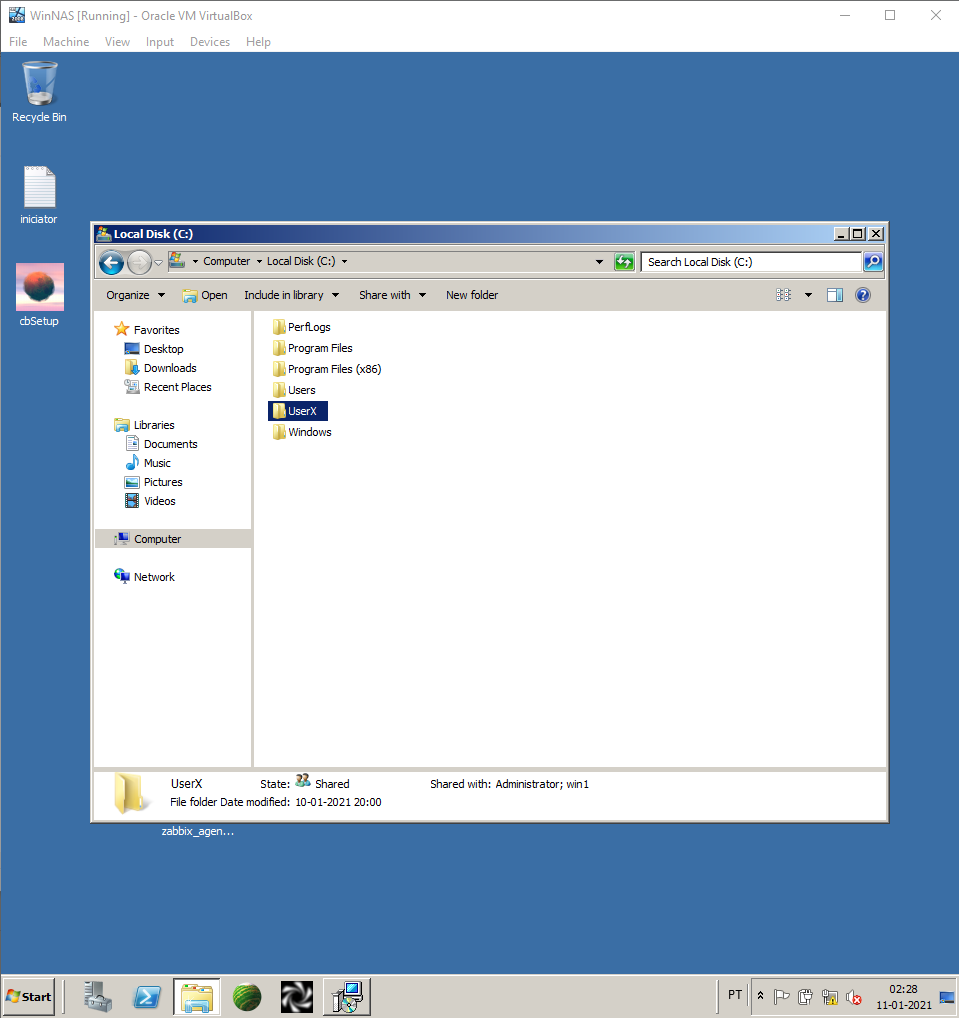 WinNAS [Running] - Oracle VM VirtualBox
File Machine View Input Devices Help
Recycle Bin
iniciator
cbSetup
Local Disk (C:)
Computer Local Disk (C:)
Search Local Disk (C:)
Organize Open Include in library Share with New folder
Favorites
Desktop
Downloads
Recent Places
Libraries
Documents
Music
Pictures
Videos
Computer
Network
PerfLogs
Program Files
Program Files (x86)
Users
UserX
Windows
UserX State: Shared Shared with: Administrator; win1
File folder Date modified: 10-01-2021 20:00
zabbix_agen...
Start
PT
02:28
11-01-2021